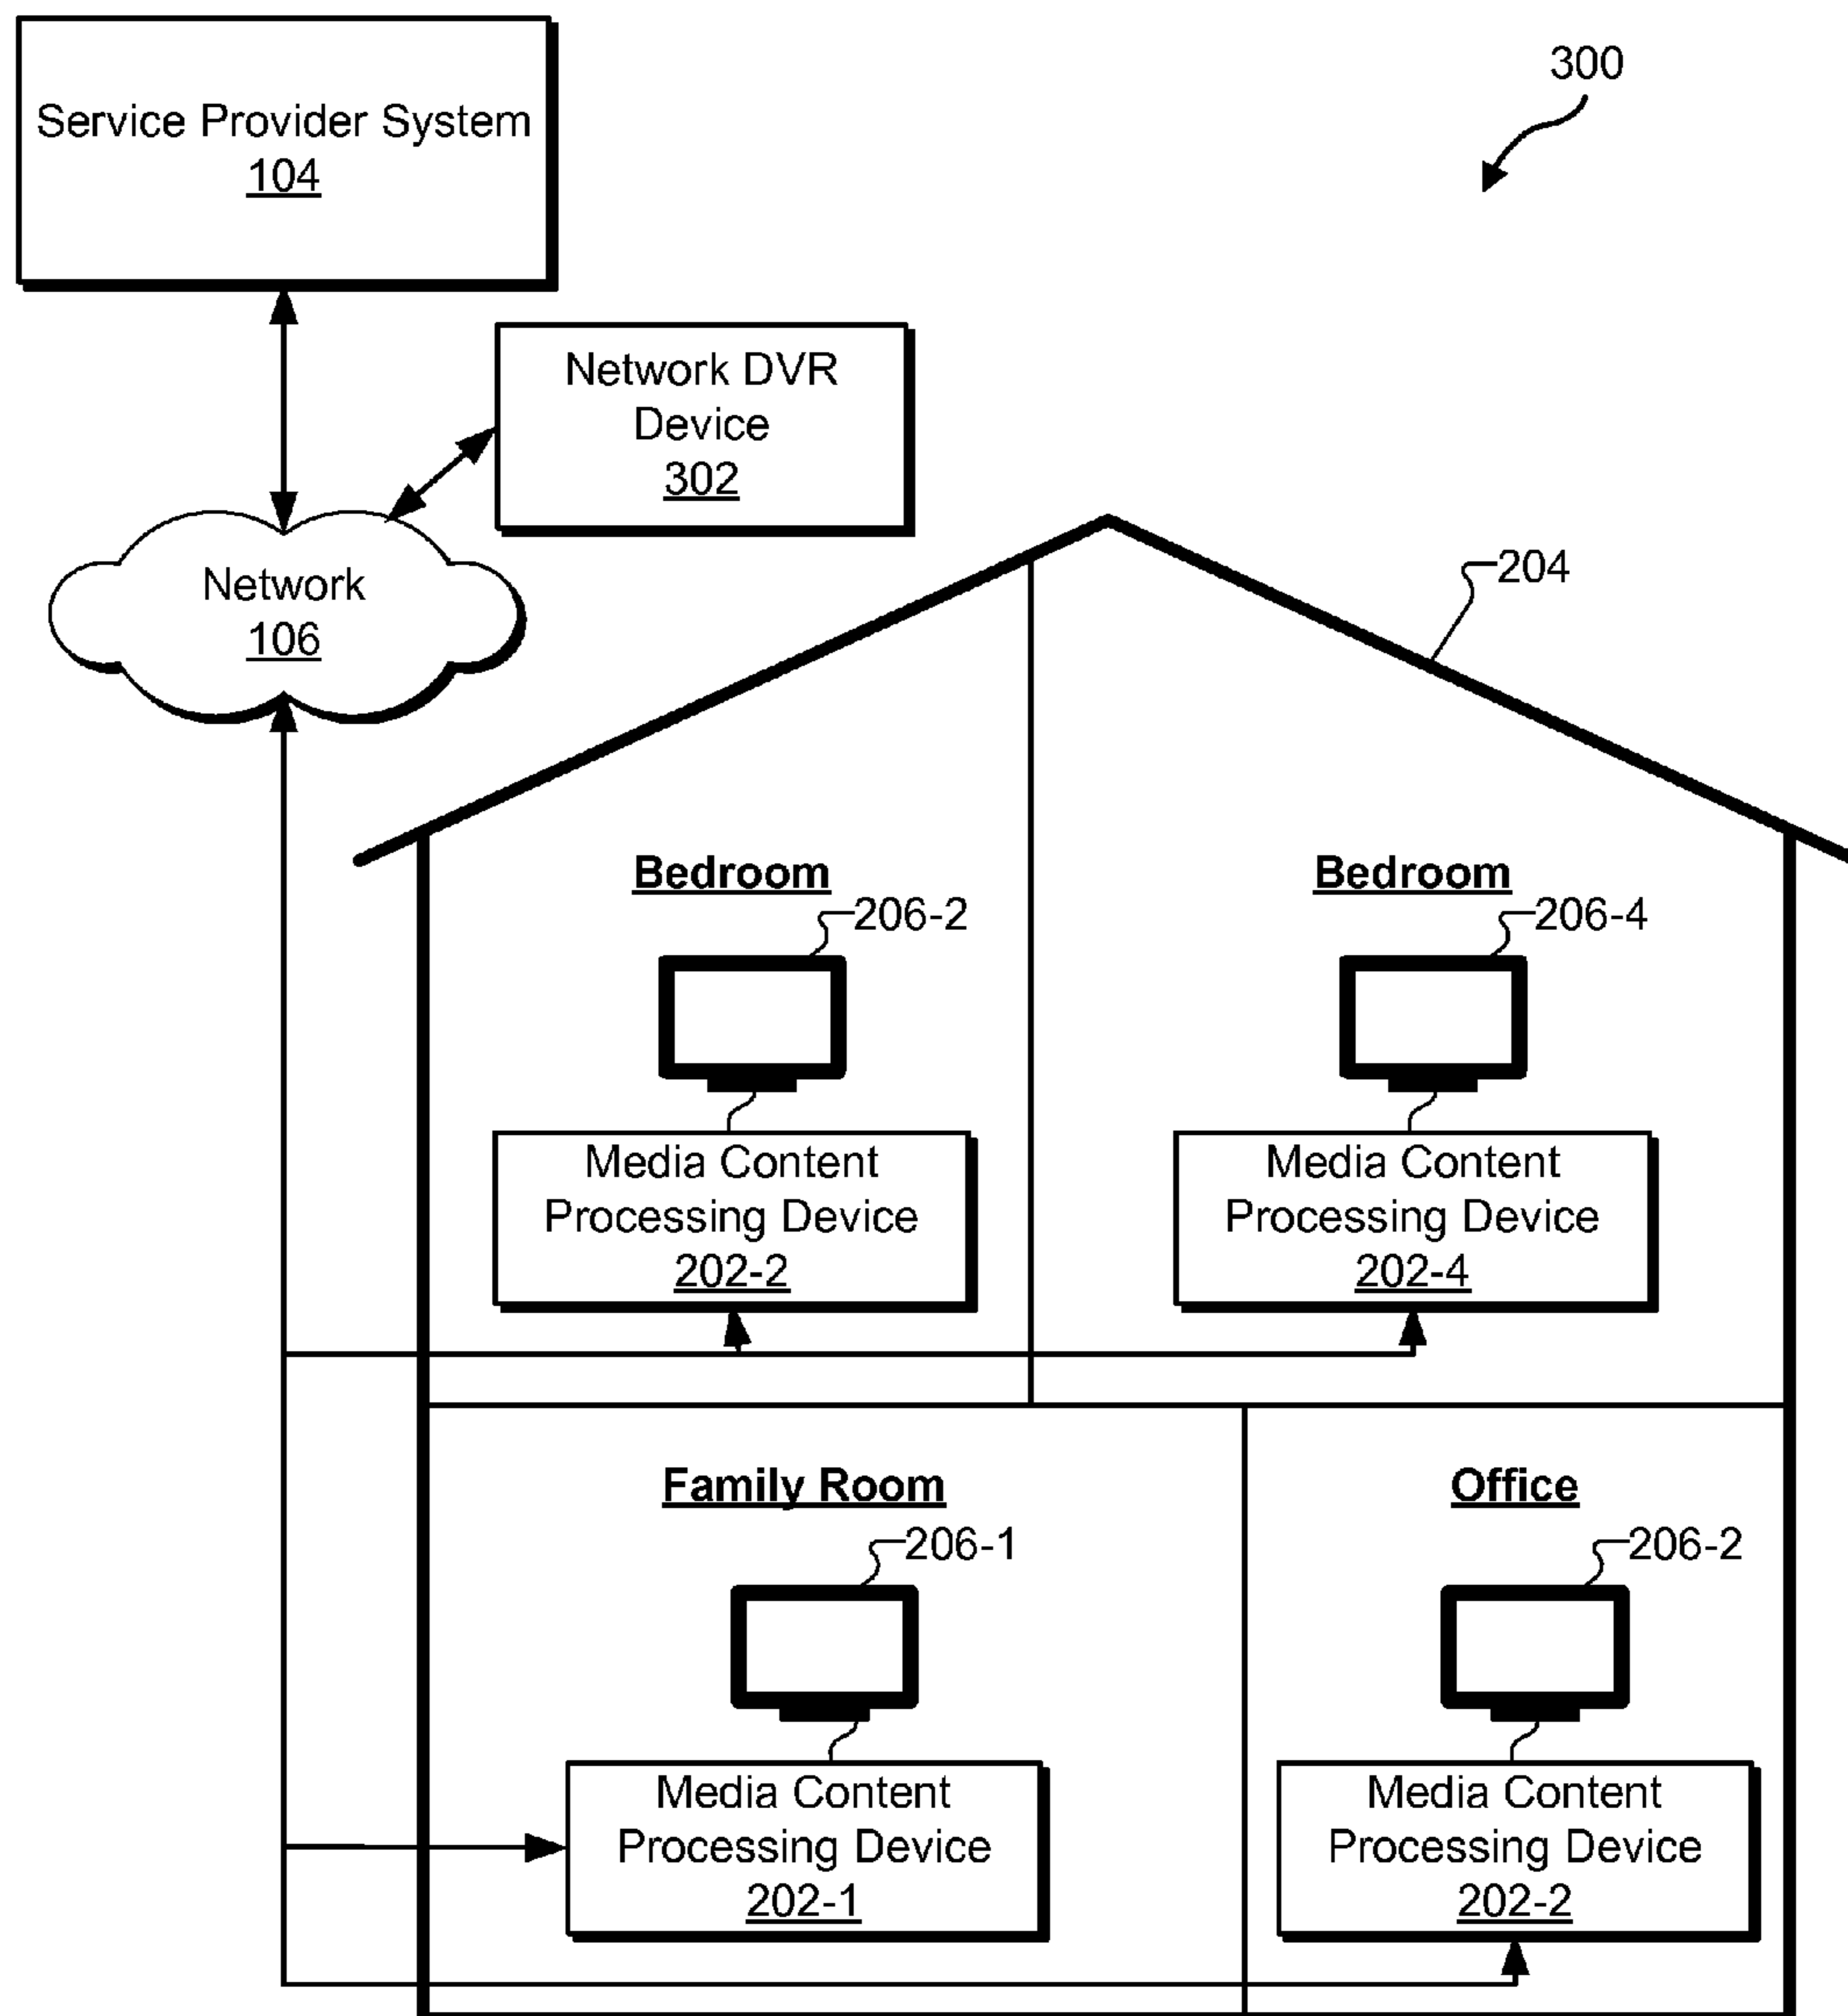 Service Provider System
104
300
Network DVR
Device
302
Network
106
204
Bedroom
206-2
Media Content
Processing Device
202-2
Bedroom
206-4
Media Content
Processing Device
202-4
Family Room
206-1
Media Content
Processing Device
202-1
Office
206-2
Media Content
Processing Device
202-2